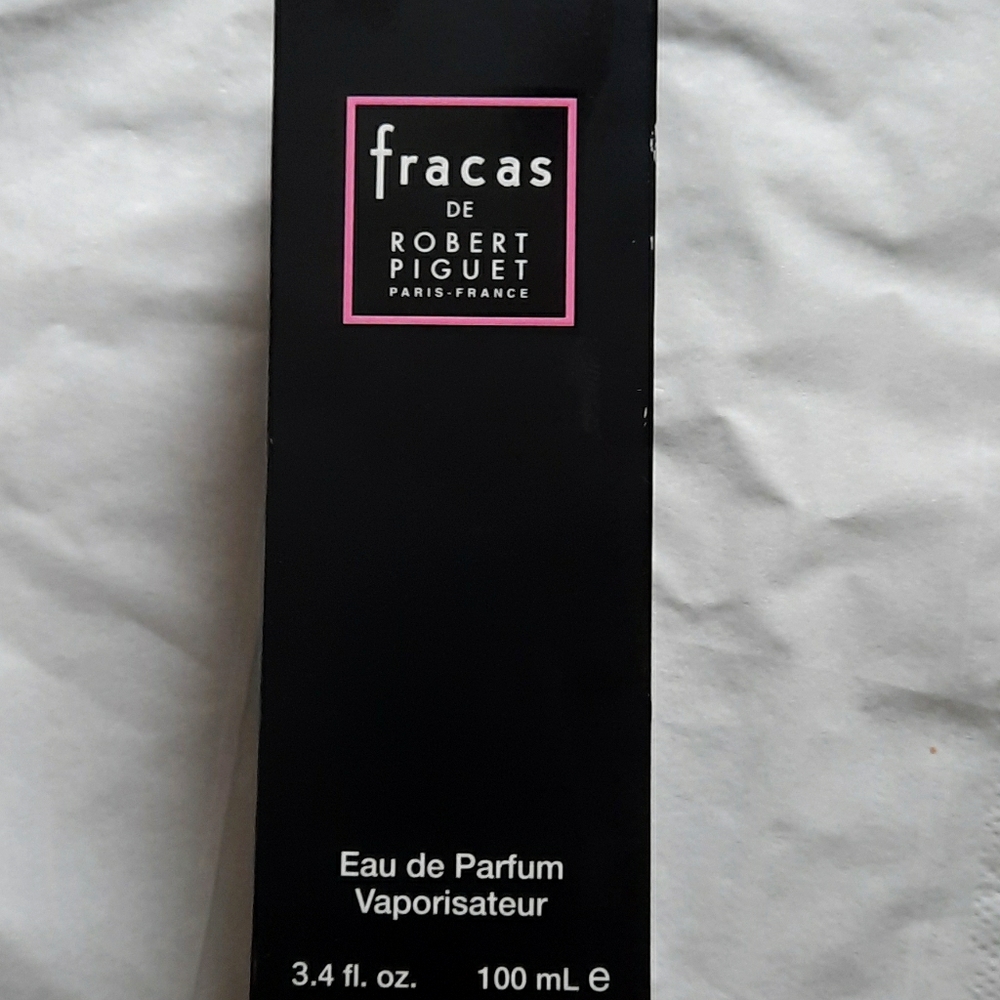 fracas
DE
ROBERT
PIGUET
PARIS-FRANCE
Eau de Parfum
Vaporisateur
3.4 fl. oz. 100 mL e